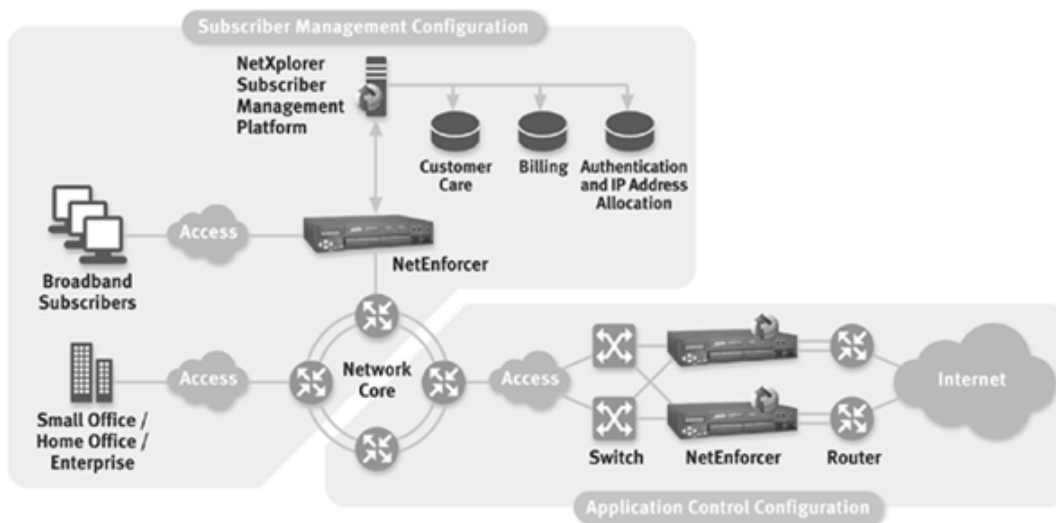 Subscriber Management Configuration
NetXplorer
Subscriber
Management
Platform
Customer
Care
Billing
Authentication
and IP Address
Allocation
Broadband
Subscribers
Access
NetEnforcer
Small Office /
Home Office /
Enterprise
Access
Network
Core
Access
Switch
NetEnforcer
Router
Internet
Application Control Configuration